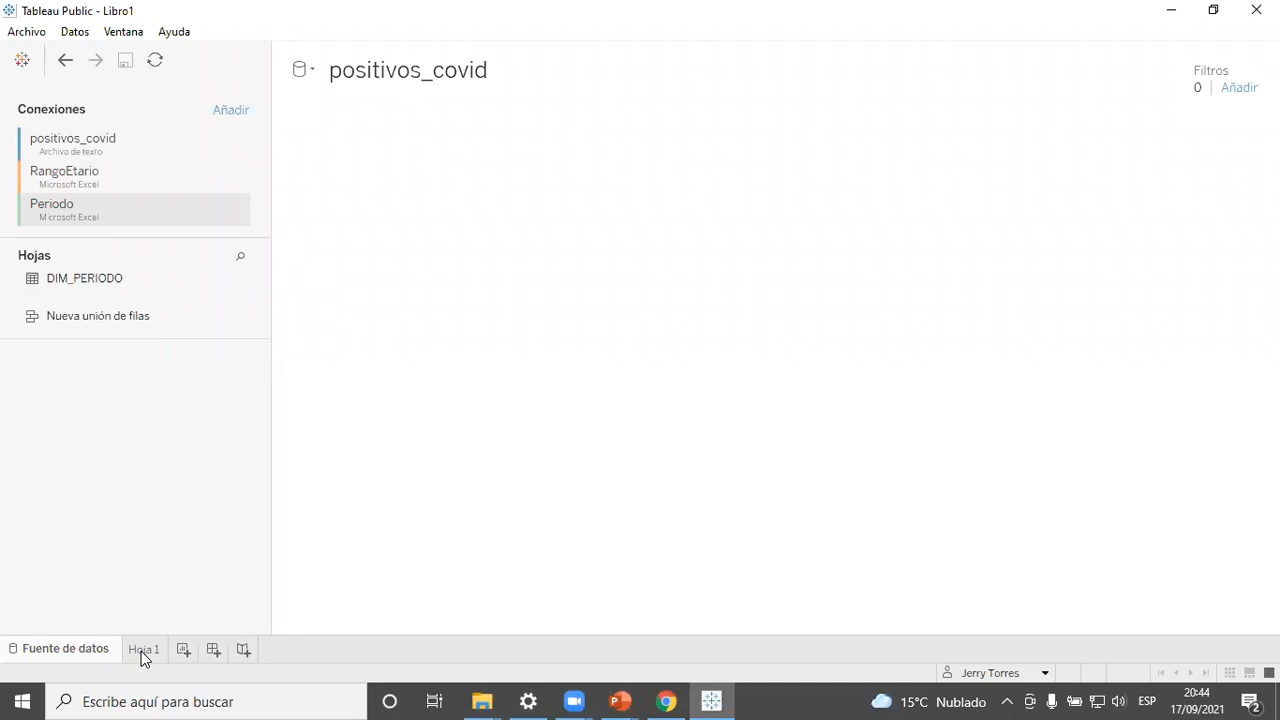 Tableau Public - Libro1
Archivo Datos Ventana Ayuda
positivos_covid
Filtros
0 Añadir
Conexiones Añadir
positivos_covid
Archivo de texto
RangoEtario
Microsoft Excel
Periodo
Microsoft Excel
Hojas
DIM_PERIODO
Nueva unión de filas
Fuente de datos Hoja 1
Jerry Torres
Escribe aquí para buscar
15°C Nublado
ESP
20:44
17/09/2021
2